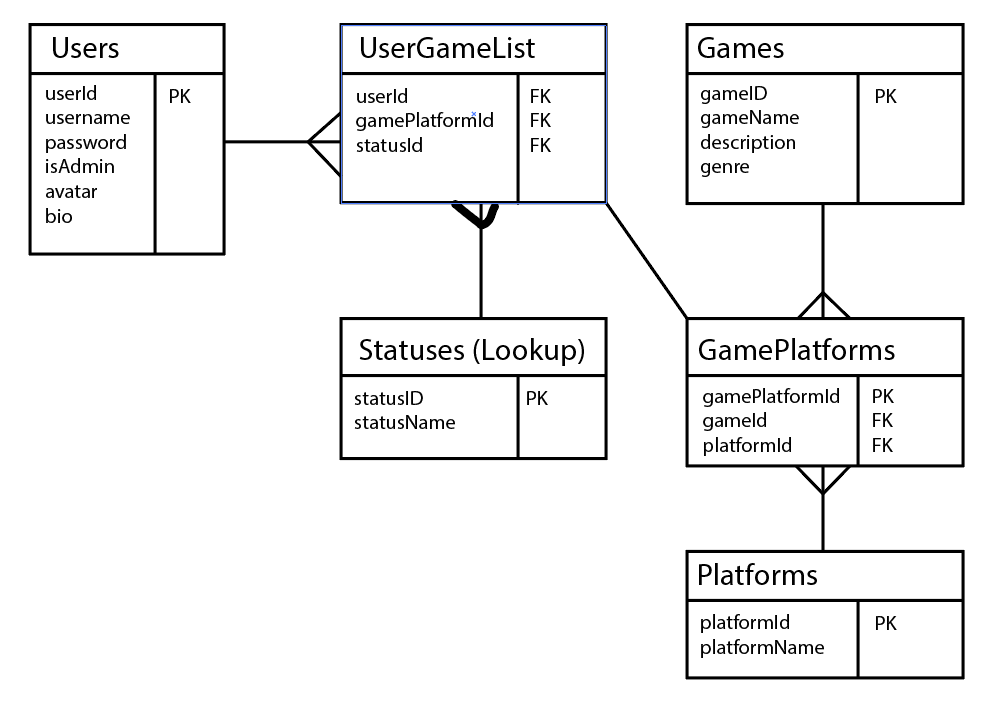 Users
userId PK
username
password
isAdmin
avatar
bio
UserGameList
userId FK
gamePlatformId FK
statusId FK
Games
gameID PK
gameName
description
genre
Statuses (Lookup)
statusID PK
statusName
GamePlatforms
gamePlatformId PK
gameId FK
platformId FK
Platforms
platformId PK
platformName